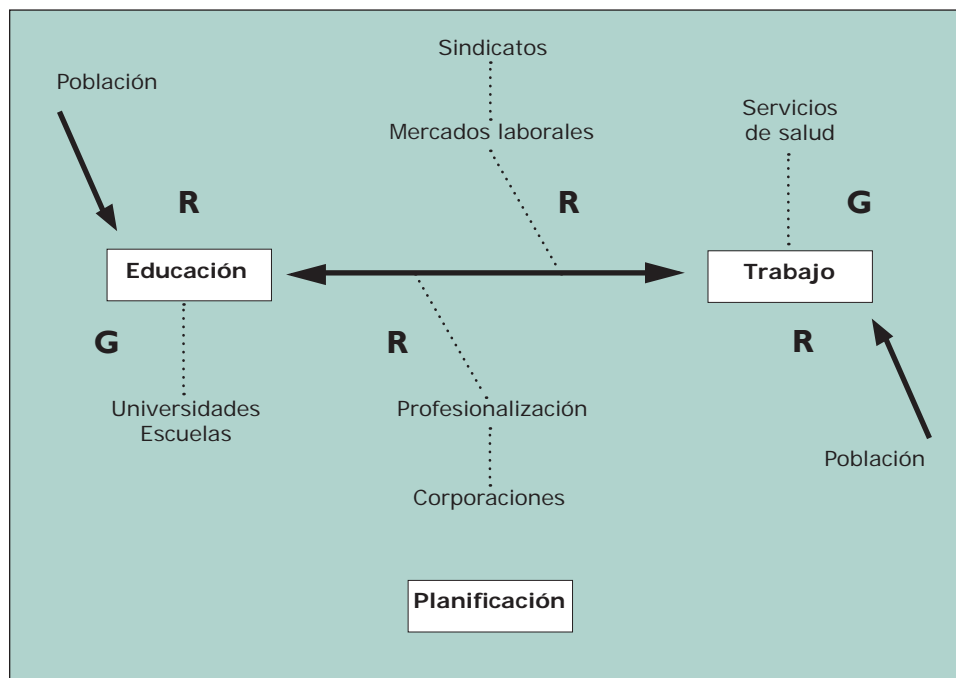 Sindicatos
Población
Mercados laborales
Servicios
de salud
R
R
G
Educación
Trabajo
G
R
R
Universidades
Escuelas
Profesionalización
Población
Corporaciones
Planificación